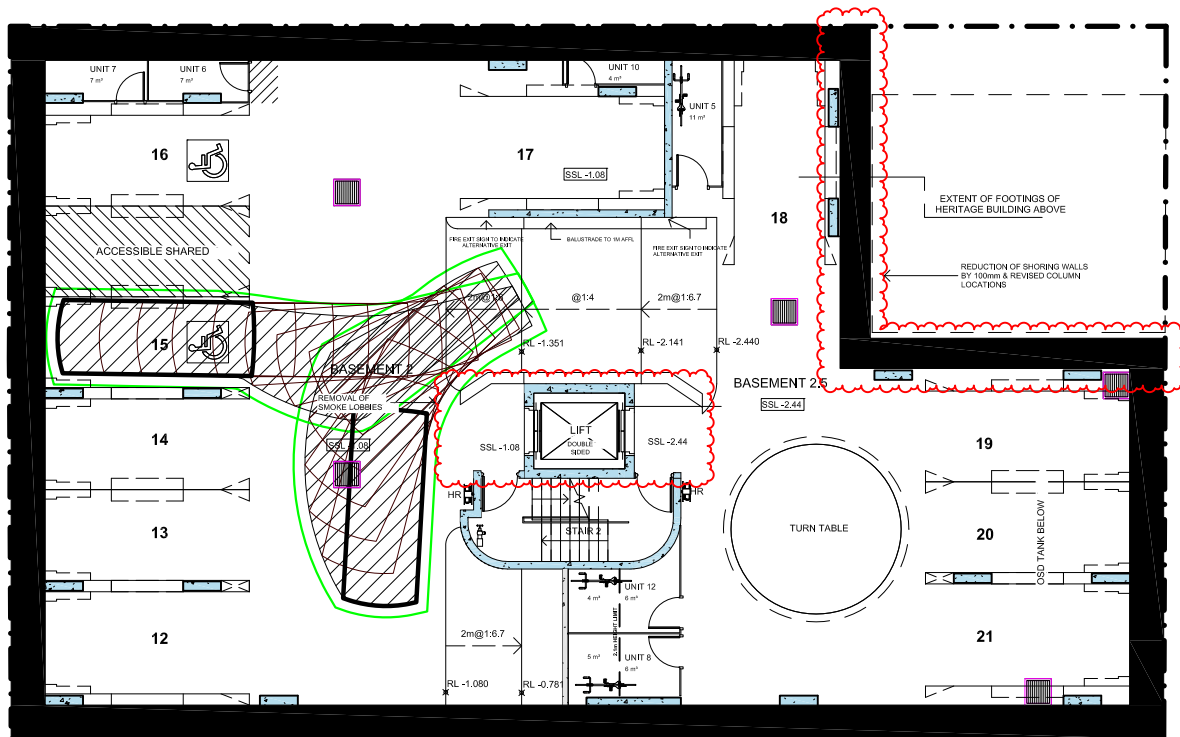 UNIT 7
7 m²
UNIT 6
7 m²
UNIT 10
4 m²
UNIT 5
11 m²
16
17
SSL -1.08
18
EXTENT OF FOOTINGS OF
HERITAGE BUILDING ABOVE
ACCESSIBLE SHARED
FIRE EXIT SIGN TO INDICATE
ALTERNATIVE EXIT
BALUSTRADE TO 1M AFFL
FIRE EXIT SIGN TO INDICATE
ALTERNATIVE EXIT
REDUCTION OF SHORING WALLS
BY 100mm & REVISED COLUMN
LOCATIONS
@1:4
2m@1:6.7
15
RL -1.351
RL -2.141
RL -2.440
BASEMENT 2
BASEMENT 2.5
SSL -2.44
REMOVAL OF
SMOKE LOBBIES
14
SSL -1.08
SSL -1.08
LIFT
DOUBLE
SIDED
SSL -2.44
19
HR
HR
13
STAIR 2
TURN TABLE
20
OSD TANK BELOW
UNIT 12
4 m²
6 m²
2.1m HEIGHT LIMIT
12
2m@1:6.7
5 m²
UNIT 8
6 m²
21
RL -1.080
RL -0.781